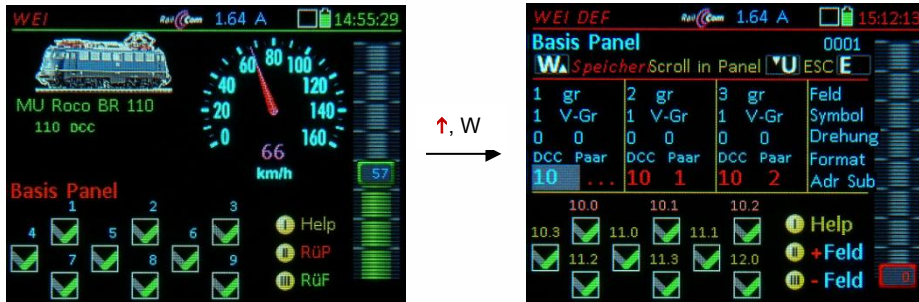 WEI RailCom 1.64 A 14:55:29
MU Roco BR 110
110 DCC
0 20 40 60 80 100 120 140 160
66
km/h
57
Basis Panel
1 2 3
4 5 6
7 8 9
I Help
II RüP
III RüF
↑, W
WEI DEF RailCom 1.64 A 15:12:13
Basis Panel 0001
W Speichern Scroll in Panel U ESC E
1 gr 2 gr 3 gr Feld
1 V-Gr 1 V-Gr 1 V-Gr Symbol
0 0 0 0 0 0 Drehung
DCC Paar DCC Paar DCC Paar Format
10 ... 10 1 10 2 Adr Sub
10.0 10.1 10.2
10.3 11.0 11.1
11.2 11.3 12.0
I Help
II +Feld
III - Feld
0